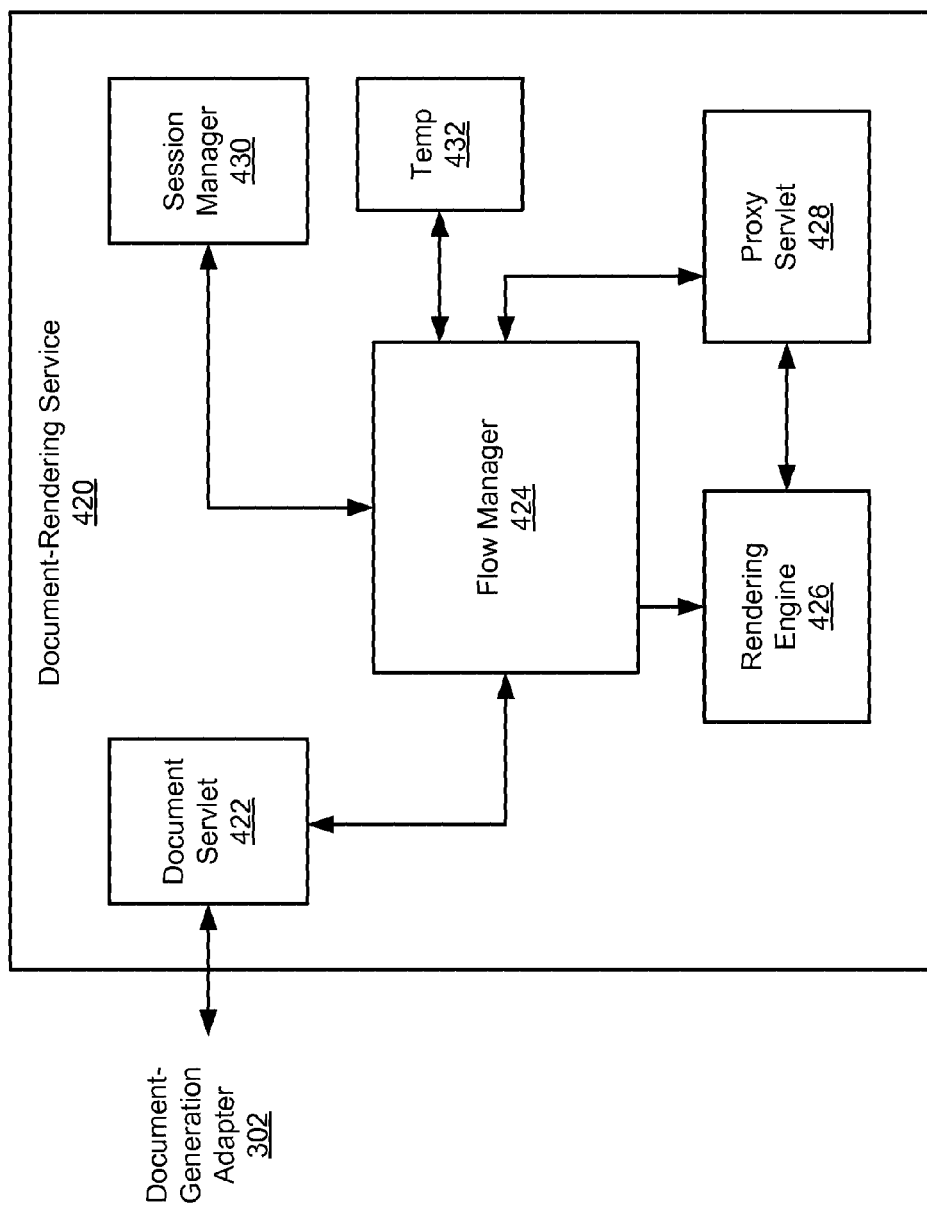 Document-Rendering Service
420
Document-
Generation
Adapter
302
Document
Servlet
422
Session
Manager
430
Flow Manager
424
Temp
432
Rendering
Engine
426
Proxy
Servlet
428